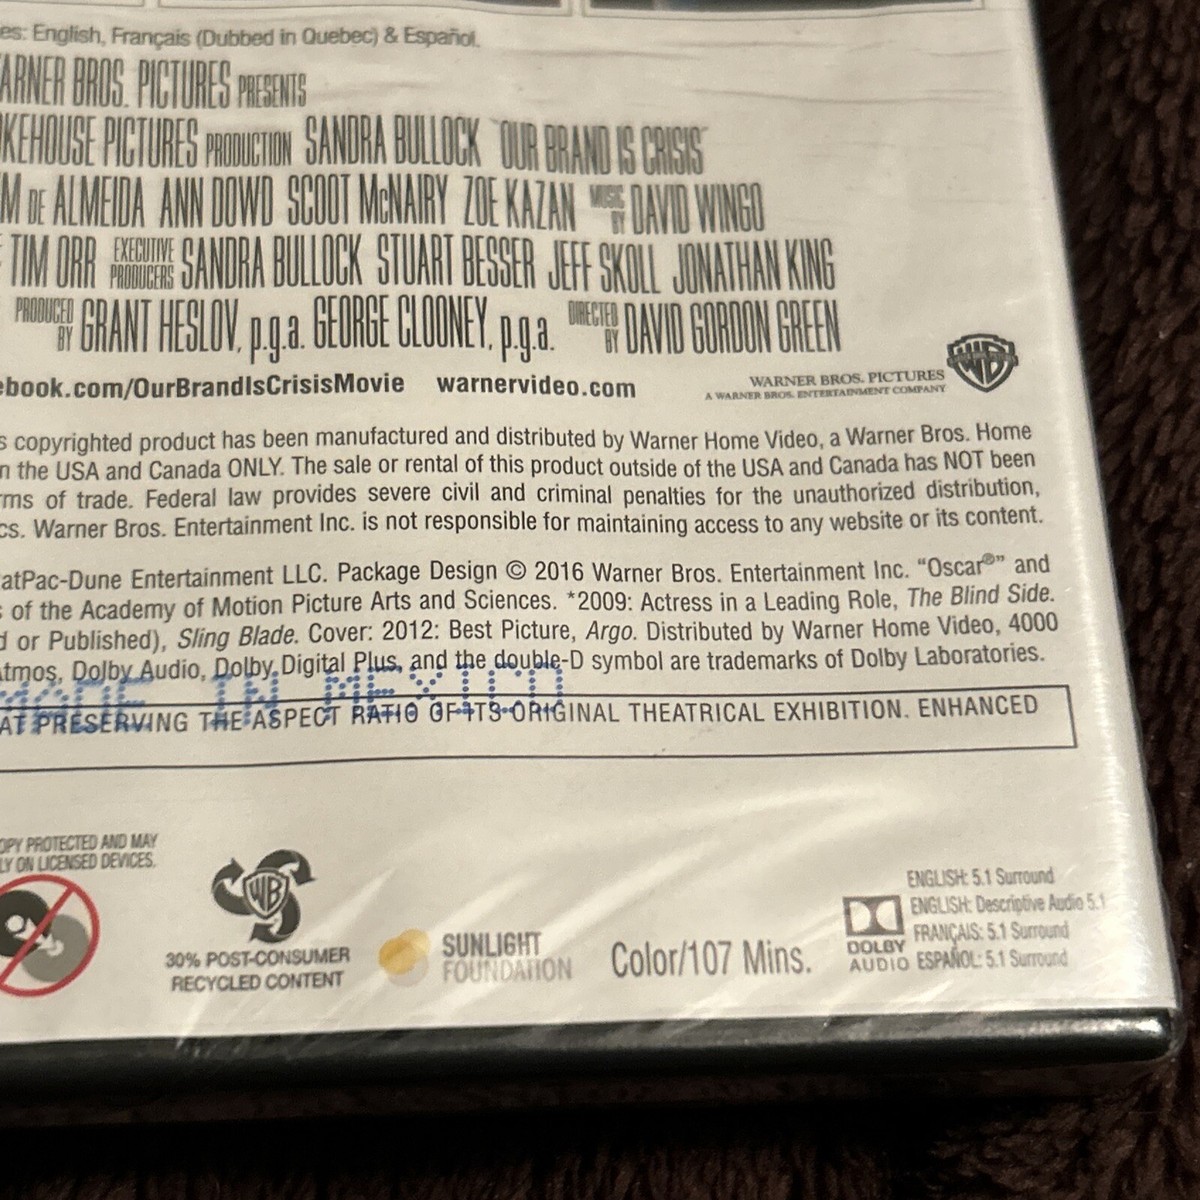 es: English, Français (Dubbed in Quebec) & Español.
ARNER BROS. PICTURES PRESENTS
KEHOUSE PICTURES PRODUCTION SANDRA BULLOCK "OUR BRAND IS CRISIS"
M DE ALMEIDA ANN DOWD SCOOT McNAIRY ZOE KAZAN MUSIC BY DAVID WINGO
TIM ORR EXECUTIVE PRODUCERS SANDRA BULLOCK STUART BESSER JEFF SKOLL JONATHAN KING
PRODUCED BY GRANT HESLOV, p.g.a. GEORGE CLOONEY, p.g.a. DIRECTED BY DAVID GORDON GREEN
ebook.com/OurBrandIsCrisisMovie warnervideo.com
WARNER BROS. PICTURES
A WARNER BROS. ENTERTAINMENT COMPANY
WB
s copyrighted product has been manufactured and distributed by Warner Home Video, a Warner Bros. Home
n the USA and Canada ONLY. The sale or rental of this product outside of the USA and Canada has NOT been
rms of trade. Federal law provides severe civil and criminal penalties for the unauthorized distribution,
cs. Warner Bros. Entertainment Inc. is not responsible for maintaining access to any website or its content.
atPac-Dune Entertainment LLC. Package Design © 2016 Warner Bros. Entertainment Inc. “Oscar®” and
of the Academy of Motion Picture Arts and Sciences. *2009: Actress in a Leading Role, The Blind Side.
d or Published), Sling Blade. Cover: 2012: Best Picture, Argo. Distributed by Warner Home Video, 4000
tmos, Dolby Audio, Dolby Digital Plus, and the double-D symbol are trademarks of Dolby Laboratories.
MADE IN MEXICO
AT PRESERVING THE ASPECT RATIO OF ITS ORIGINAL THEATRICAL EXHIBITION. ENHANCED
OPY PROTECTED AND MAY
LY ON LICENSED DEVICES.
WB
30% POST-CONSUMER
RECYCLED CONTENT
SUNLIGHT
FOUNDATION
Color/107 Mins.
DOLBY
AUDIO
ENGLISH: 5.1 Surround
ENGLISH: Descriptive Audio 5.1
FRANÇAIS: 5.1 Surround
ESPAÑOL: 5.1 Surround